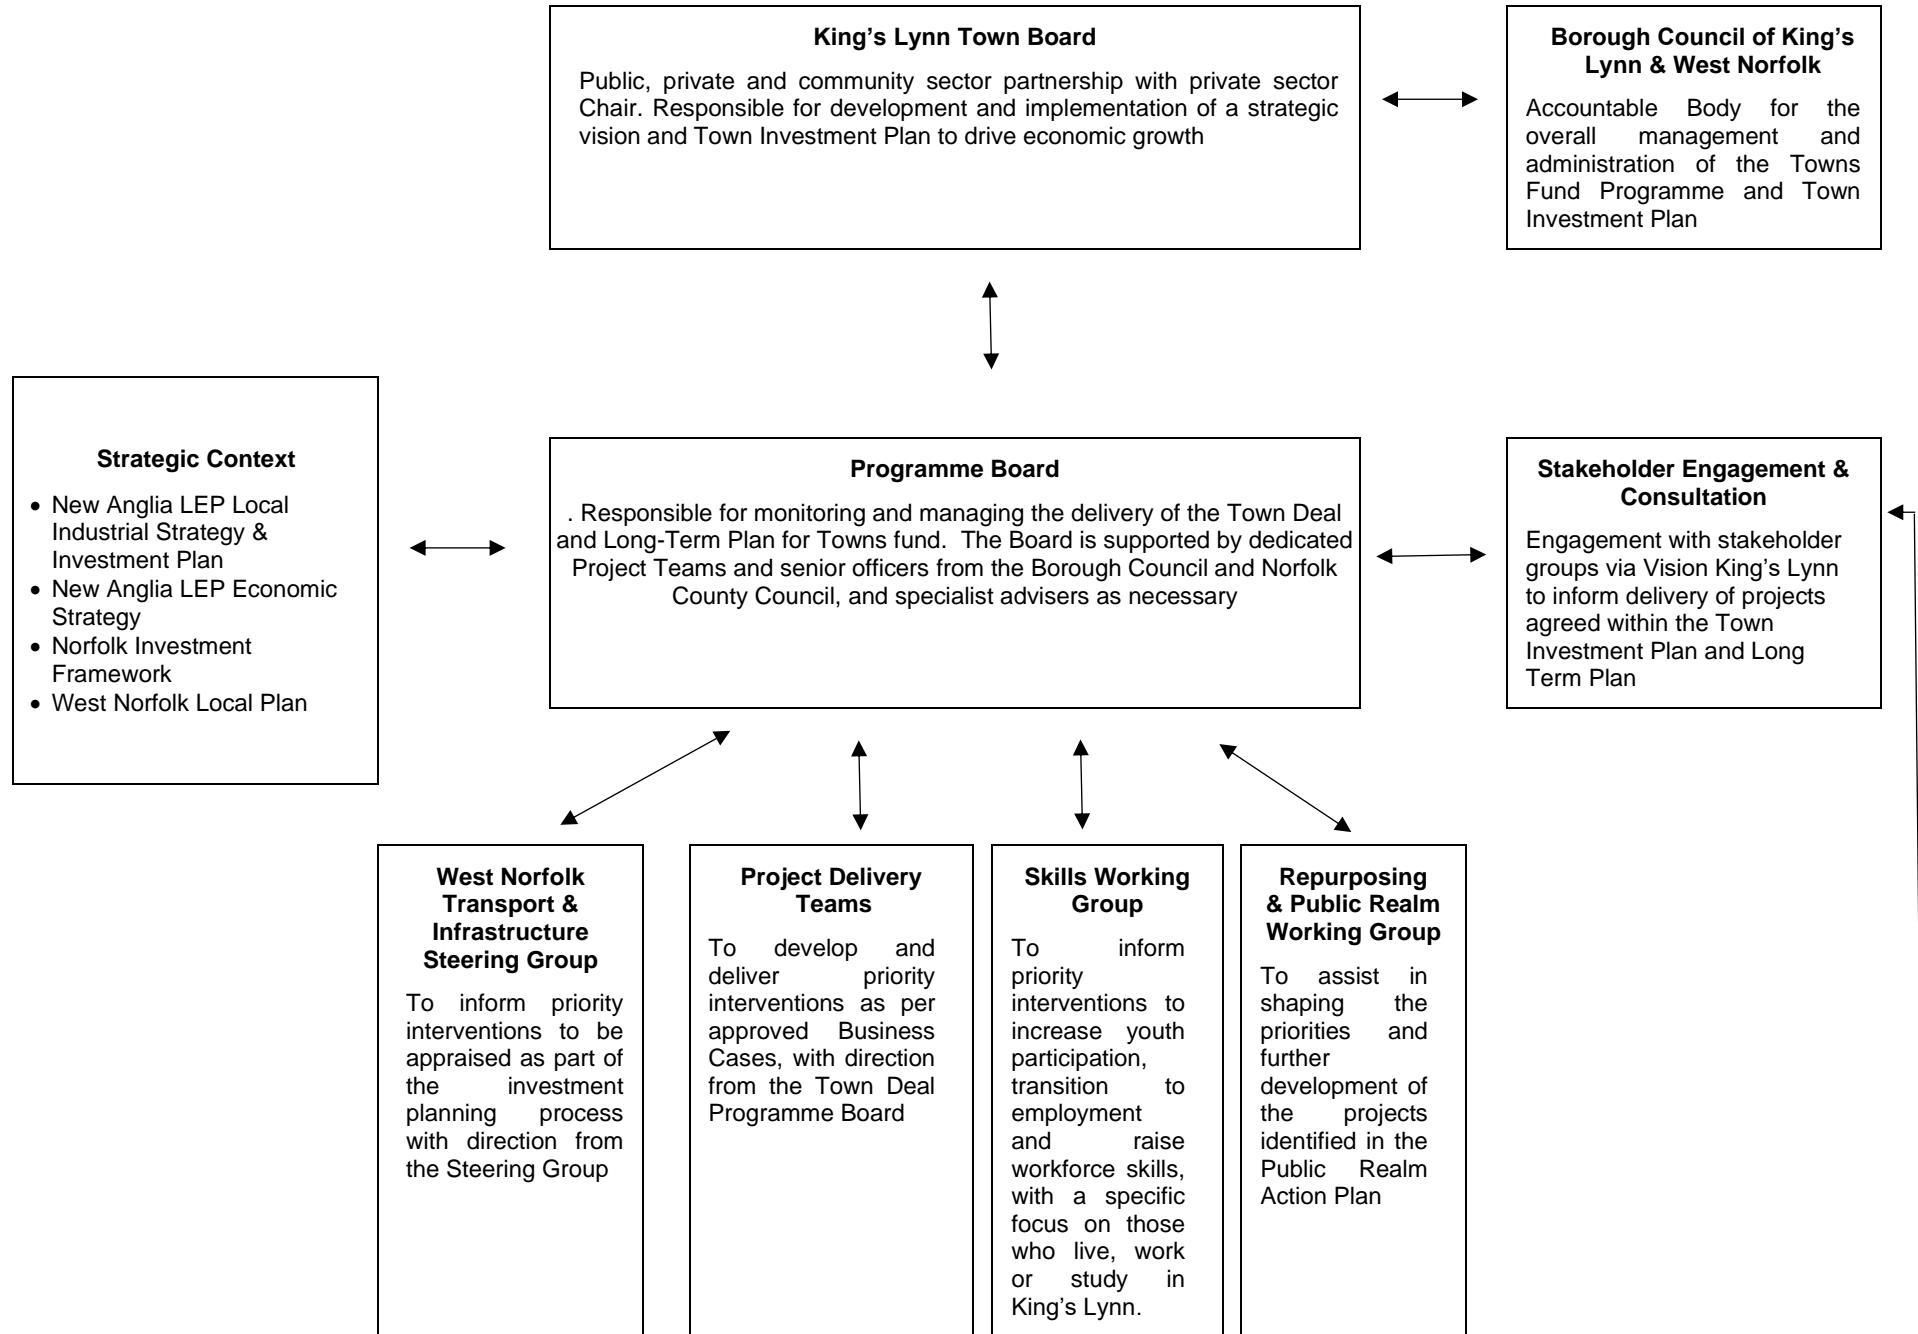 King's Lynn Town Board
Public, private and community sector partnership with private sector
Chair. Responsible for development and implementation of a strategic
vision and Town Investment Plan to drive economic growth
Borough Council of King's
Lynn & West Norfolk
Accountable Body for the
overall management and
administration of the Towns
Fund Programme and Town
Investment Plan
Strategic Context
• New Anglia LEP Local
Industrial Strategy &
Investment Plan
• New Anglia LEP Economic
Strategy
• Norfolk Investment
Framework
• West Norfolk Local Plan
Programme Board
. Responsible for monitoring and managing the delivery of the Town Deal
and Long-Term Plan for Towns fund. The Board is supported by dedicated
Project Teams and senior officers from the Borough Council and Norfolk
County Council, and specialist advisers as necessary
Stakeholder Engagement &
Consultation
Engagement with stakeholder
groups via Vision King's Lynn
to inform delivery of projects
agreed within the Town
Investment Plan and Long
Term Plan
West Norfolk
Transport &
Infrastructure
Steering Group
To inform priority
interventions to be
appraised as part of
the investment
planning process
with direction from
the Steering Group
Project Delivery
Teams
To develop and
deliver priority
interventions as per
approved Business
Cases, with direction
from the Town Deal
Programme Board
Skills Working
Group
To inform
priority
interventions to
increase youth
participation,
transition to
employment
and raise
workforce skills,
with a specific
focus on those
who live, work
or study in
King's Lynn.
Repurposing
& Public Realm
Working Group
To assist in
shaping the
priorities and
further
development of
the projects
identified in the
Public Realm
Action Plan